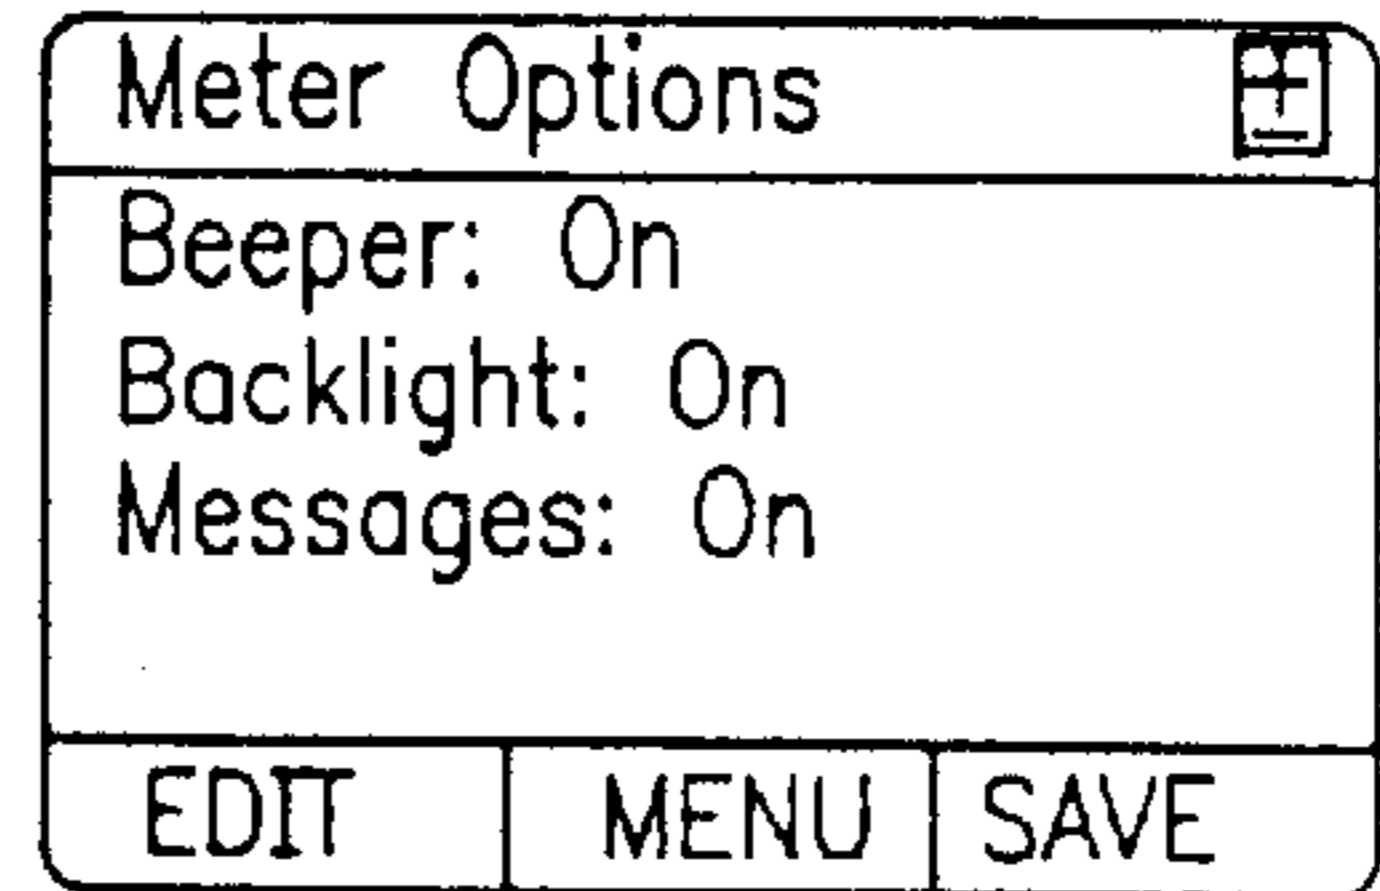 Meter Options
Beeper: On
Backlight: On
Messages: On
EDIT MENU SAVE